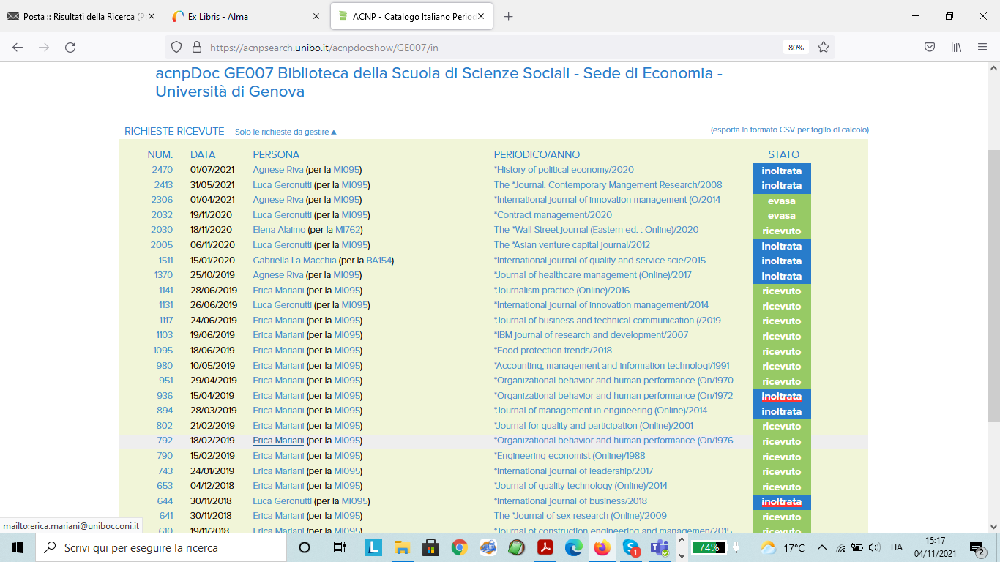 Posta :: Risultati della Ricerca (P
Ex Libris - Alma
ACNP - Catalogo Italiano Period
https://acnpsearch.unibo.it/acnpdocshow/GE007/in
80%
acnpDoc GE007 Biblioteca della Scuola di Scienze Sociali - Sede di Economia -
Università di Genova
RICHIESTE RICEVUTE Solo le richieste da gestire ▲ (esporta in formato CSV per foglio di calcolo)
NUM. DATA PERSONA PERIODICO/ANNO STATO
2470 01/07/2021 Agnese Riva (per la MI095) *History of political economy/2020 inoltrata
2413 31/05/2021 Luca Geronutti (per la MI095) The *Journal. Contemporary Mangement Research/2008 inoltrata
2306 01/04/2021 Agnese Riva (per la MI095) *International journal of innovation management (O/2014 evasa
2032 19/11/2020 Luca Geronutti (per la MI095) *Contract management/2020 evasa
2030 18/11/2020 Elena Alaimo (per la MI762) The *Wall Street journal (Eastern ed. : Online)/2020 ricevuto
2005 06/11/2020 Luca Geronutti (per la MI095) The *Asian venture capital journal/2012 inoltrata
1511 15/01/2020 Gabriella La Macchia (per la BA154) *International journal of quality and service scie/2015 inoltrata
1370 25/10/2019 Agnese Riva (per la MI095) *Journal of healthcare management (Online)/2017 inoltrata
1141 28/06/2019 Erica Mariani (per la MI095) *Journalism practice (Online)/2016 ricevuto
1131 26/06/2019 Luca Geronutti (per la MI095) *International journal of innovation management/2014 ricevuto
1117 24/06/2019 Erica Mariani (per la MI095) *Journal of business and technical communication (/2019 ricevuto
1103 19/06/2019 Erica Mariani (per la MI095) *IBM journal of research and development/2007 ricevuto
1095 18/06/2019 Erica Mariani (per la MI095) *Food protection trends/2018 ricevuto
980 10/05/2019 Erica Mariani (per la MI095) *Accounting, management and information technologi/1991 ricevuto
951 29/04/2019 Erica Mariani (per la MI095) *Organizational behavior and human performance (On/1970 ricevuto
936 15/04/2019 Erica Mariani (per la MI095) *Organizational behavior and human performance (On/1972 inoltrata
894 28/03/2019 Erica Mariani (per la MI095) *Journal of management in engineering (Online)/2014 inoltrata
802 21/02/2019 Erica Mariani (per la MI095) *Journal for quality and participation (Online)/2001 ricevuto
792 18/02/2019 Erica Mariani (per la MI095) *Organizational behavior and human performance (On/1976 ricevuto
790 15/02/2019 Erica Mariani (per la MI095) *Engineering economist (Online)/1988 ricevuto
743 24/01/2019 Erica Mariani (per la MI095) *International journal of leadership/2017 ricevuto
653 04/12/2018 Erica Mariani (per la MI095) *Journal of quality technology (Online)/2014 ricevuto
644 30/11/2018 Luca Geronutti (per la MI095) *International journal of business/2018 inoltrata
641 30/11/2018 Erica Mariani (per la MI095) The *Journal of sex research (Online)/2009 ricevuto
610 19/11/2018 Erica Mariani (per la MI095) *Journal of construction engineering and managemen/2015 ricevuto
mailto:erica.mariani@unibocconi.it
Scrivi qui per eseguire la ricerca
L
S 1
74%
17°C
ITA
15:17
04/11/2021
2